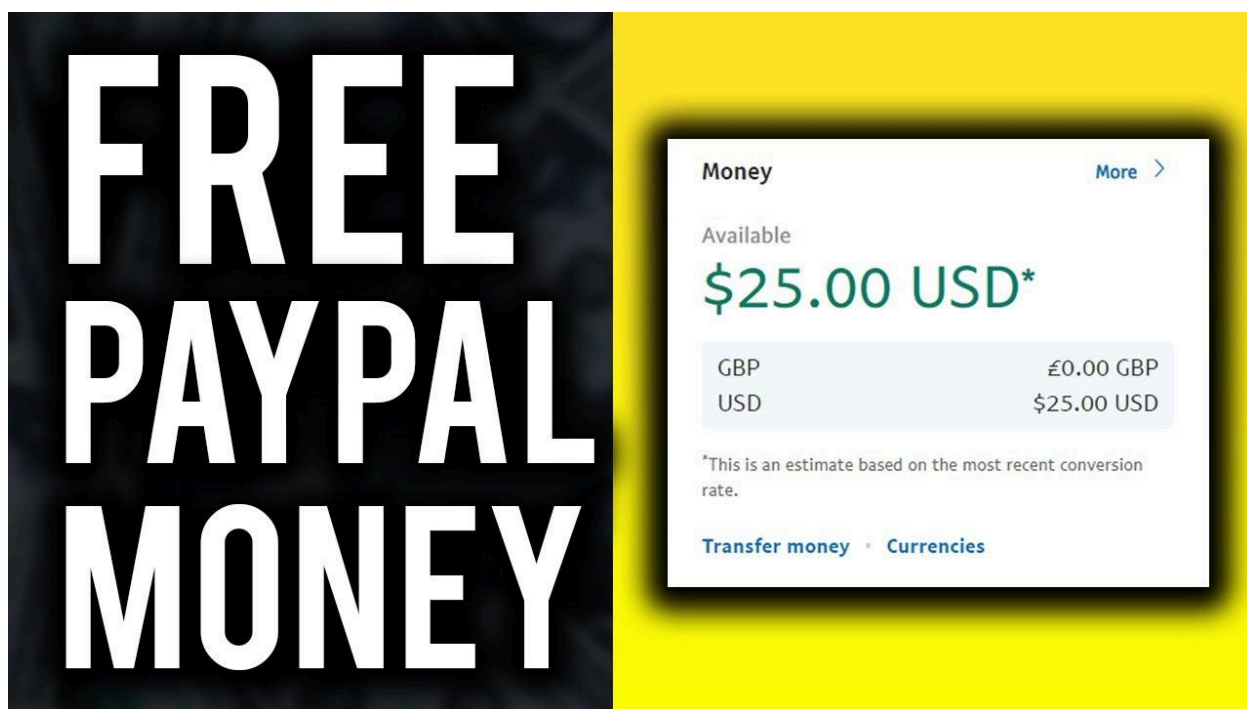 FREE
PAYPAL
MONEY
Money More >
Available
$25.00 USD*
GBP £0.00 GBP
USD $25.00 USD
*This is an estimate based on the most recent conversion
rate.
Transfer money · Currencies